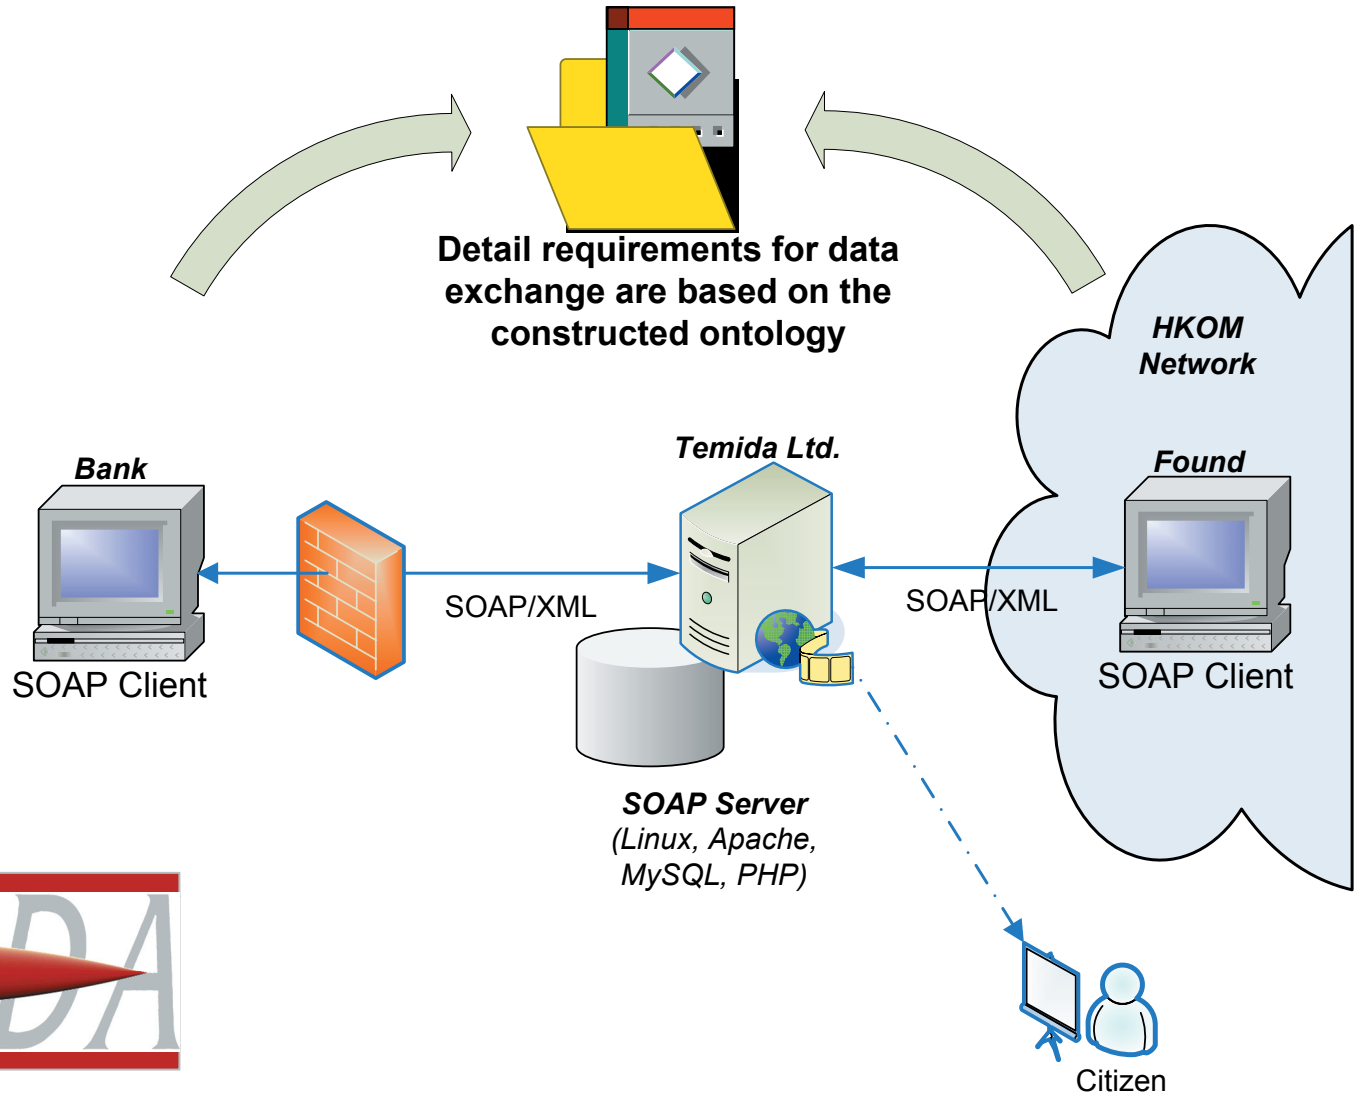 Detail requirements for data
exchange are based on the
constructed ontology
HKOM
Network
Bank
Temida Ltd.
Found
SOAP/XML
SOAP/XML
SOAP Client
SOAP Client
SOAP Server
(Linux, Apache,
MySQL, PHP)
DA
Citizen